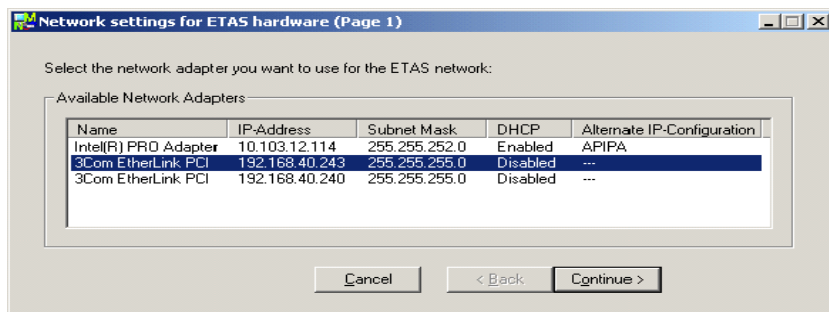 Network settings for ETAS hardware (Page 1)
Select the network adapter you want to use for the ETAS network:
Available Network Adapters
Name IP-Address Subnet Mask DHCP Alternate IP-Configuration
Intel(R) PRO Adapter 10.103.12.114 255.255.252.0 Enabled APIPA
3Com EtherLink PCI 192.168.40.243 255.255.255.0 Disabled ---
3Com EtherLink PCI 192.168.40.240 255.255.255.0 Disabled ---
Cancel < Back Continue >